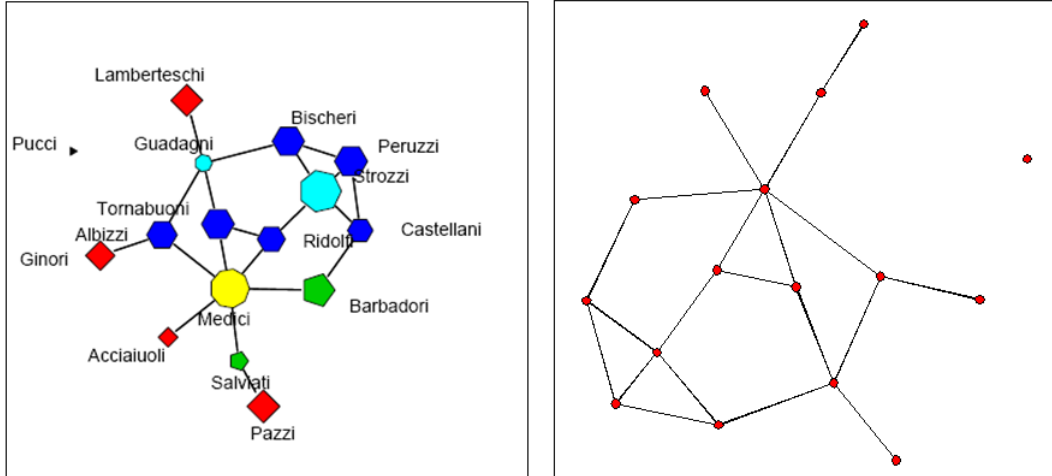 Lamberteschi
Bischeri
Pucci
Guadagni
Peruzzi
Strozzi
Tornabuoni
Albizzi
Castellani
Ginori
Ridolfi
Barbadori
Medici
Acciaiuoli
Salviati
Pazzi